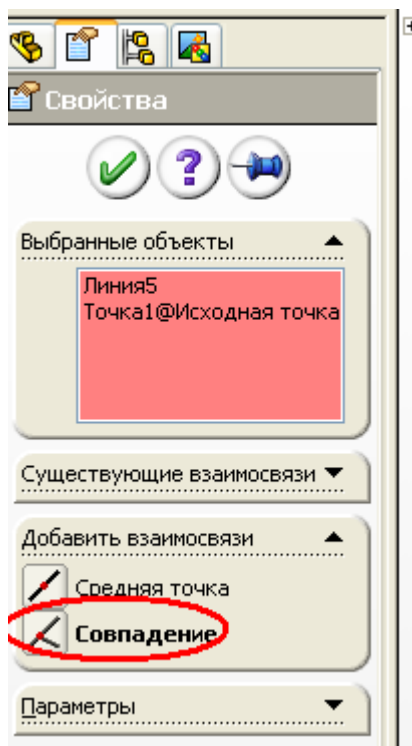 Свойства
?
Выбранные объекты
Линия5
Точка1@Исходная точка
Существующие взаимосвязи
Добавить взаимосвязи
Средняя точка
Совпадение
Параметры